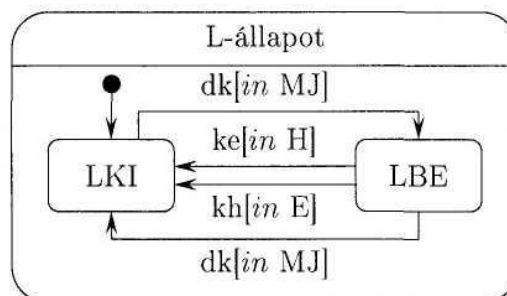 L-állapot
dk[in MJ]
ke[in H]
LKI LBE
kh[in E]
dk[in MJ]